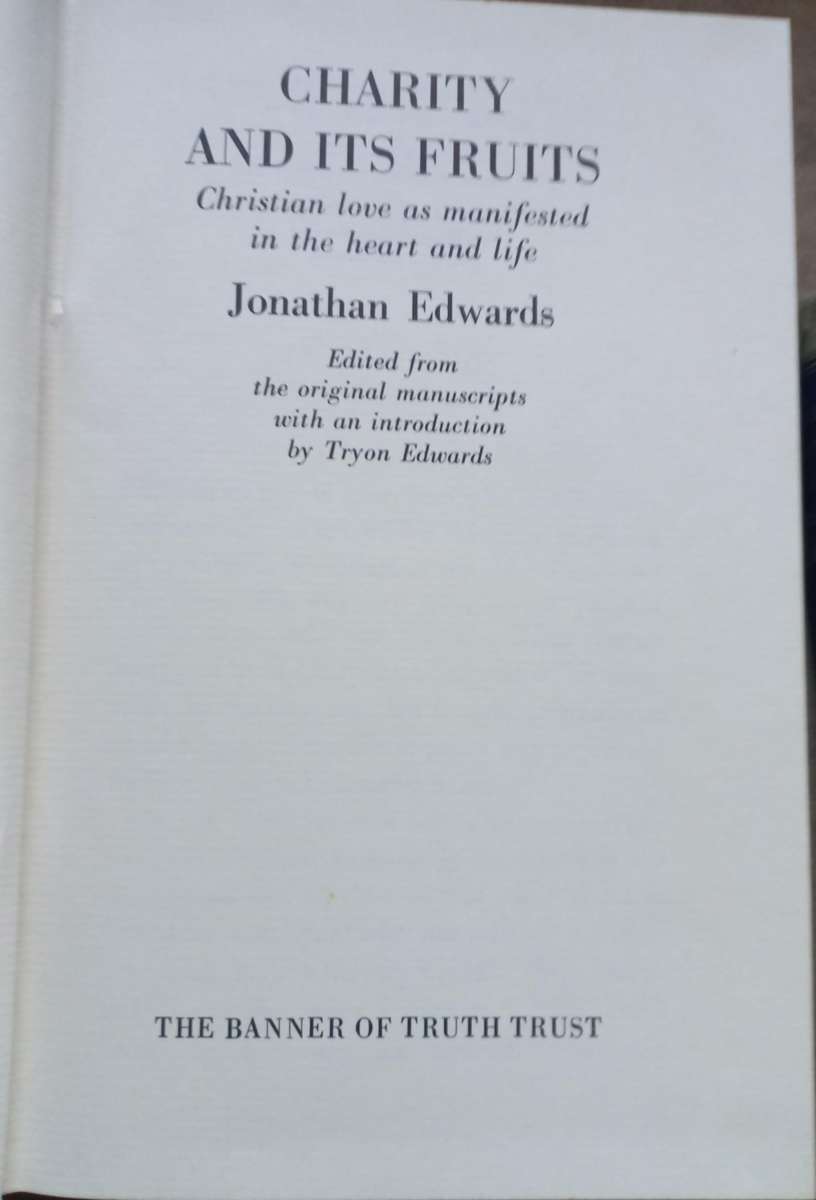 CHARITY
AND ITS FRUITS
Christian love as manifested
in the heart and life
Jonathan Edwards
Edited from
the original manuscripts
with an introduction
by Tryon Edwards
THE BANNER OF TRUTH TRUST